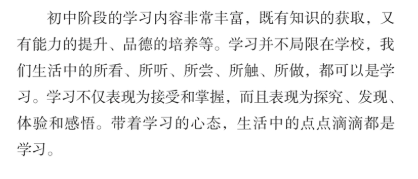 初中阶段的学习内容非常丰富，既有知识的获取，又
有能力的提升、品德的培养等。学习并不局限在学校，我
们生活中的所看、所听、所尝、所触、所做，都可以是学
习。学习不仅表现为接受和掌握，而且表现为探究、发现、
体验和感悟。带着学习的心态，生活中的点点滴滴都是
学习。